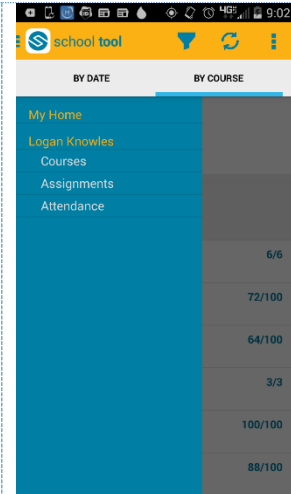 4G 9:02
school tool
BY DATE BY COURSE
My Home
Logan Knowles
Courses
Assignments
Attendance
6/6
72/100
64/100
3/3
100/100
88/100